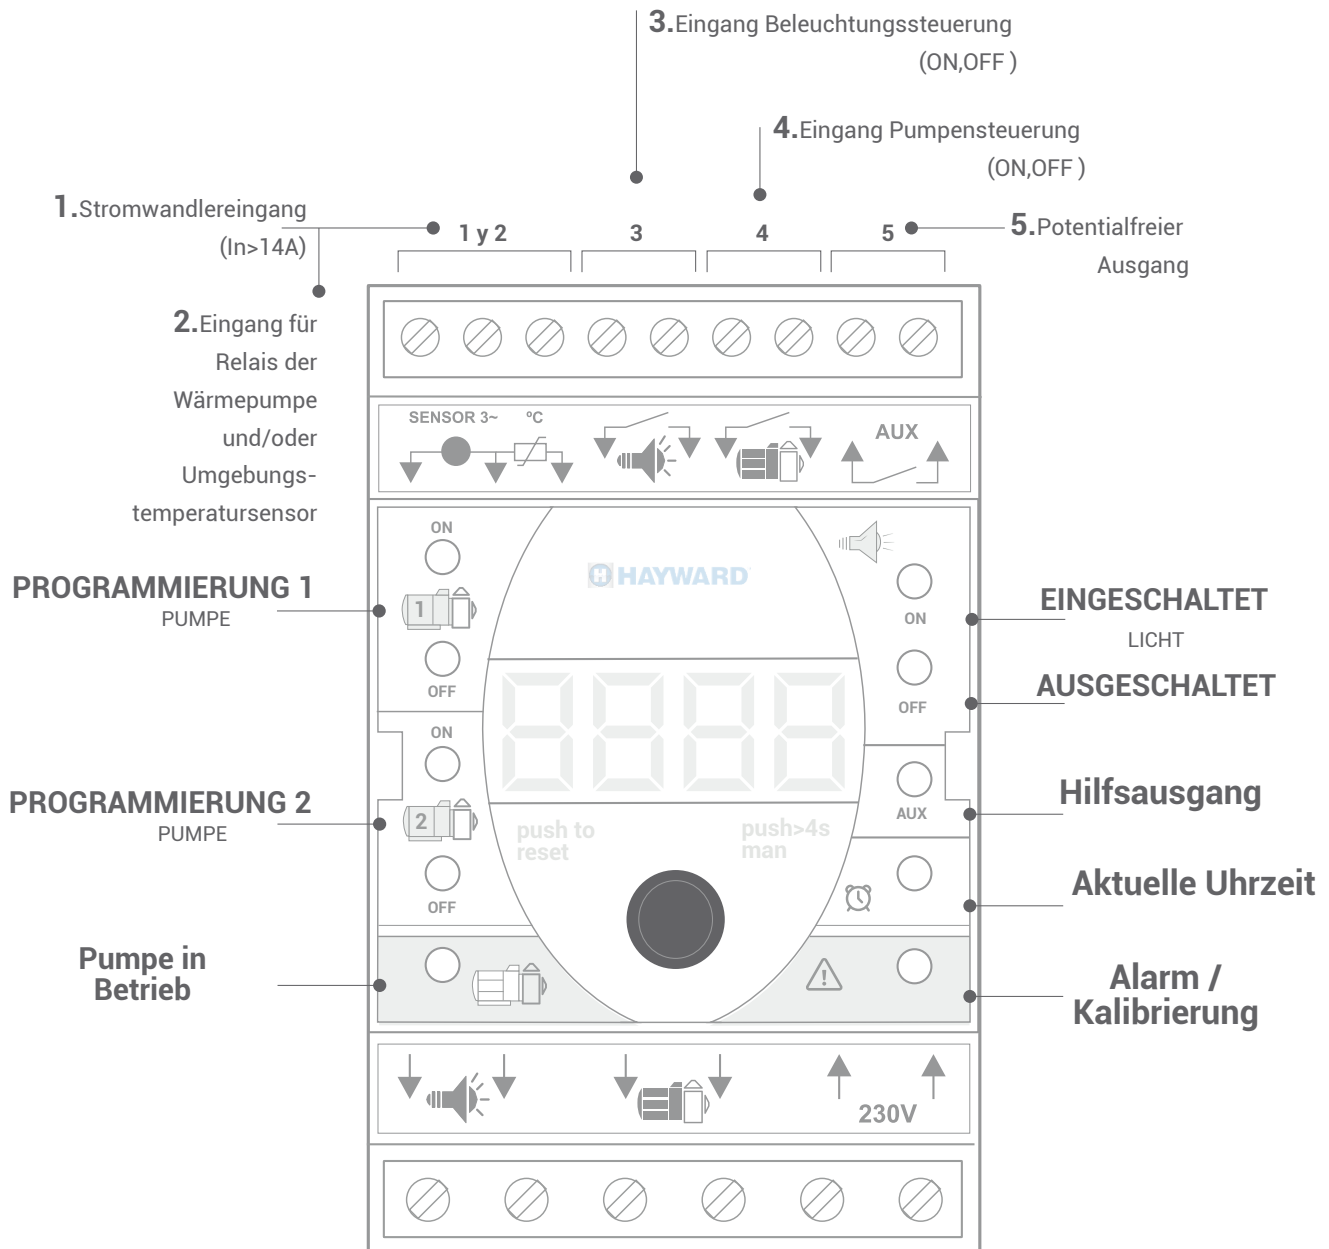 3.Eingang Beleuchtungssteuerung
(ON,OFF )
4.Eingang Pumpensteuerung
(ON,OFF )
1.Stromwandlereingang
(In>14A)
1 y 2
3
4
5
5.Potentialfreier
Ausgang
2.Eingang für
Relais der
Wärmepumpe
und/oder
Umgebungs-
temperatursensor
SENSOR 3~
ºC
AUX
ON
HAYWARD
PROGRAMMIERUNG 1
PUMPE
1
OFF
ON
EINGESCHALTET
LICHT
AUSGESCHALTET
OFF
ON
PROGRAMMIERUNG 2
PUMPE
2
OFF
8888
AUX
Hilfsausgang
push to
reset
push>4s
man
Aktuelle Uhrzeit
Pumpe in
Betrieb
Alarm /
Kalibrierung
230V